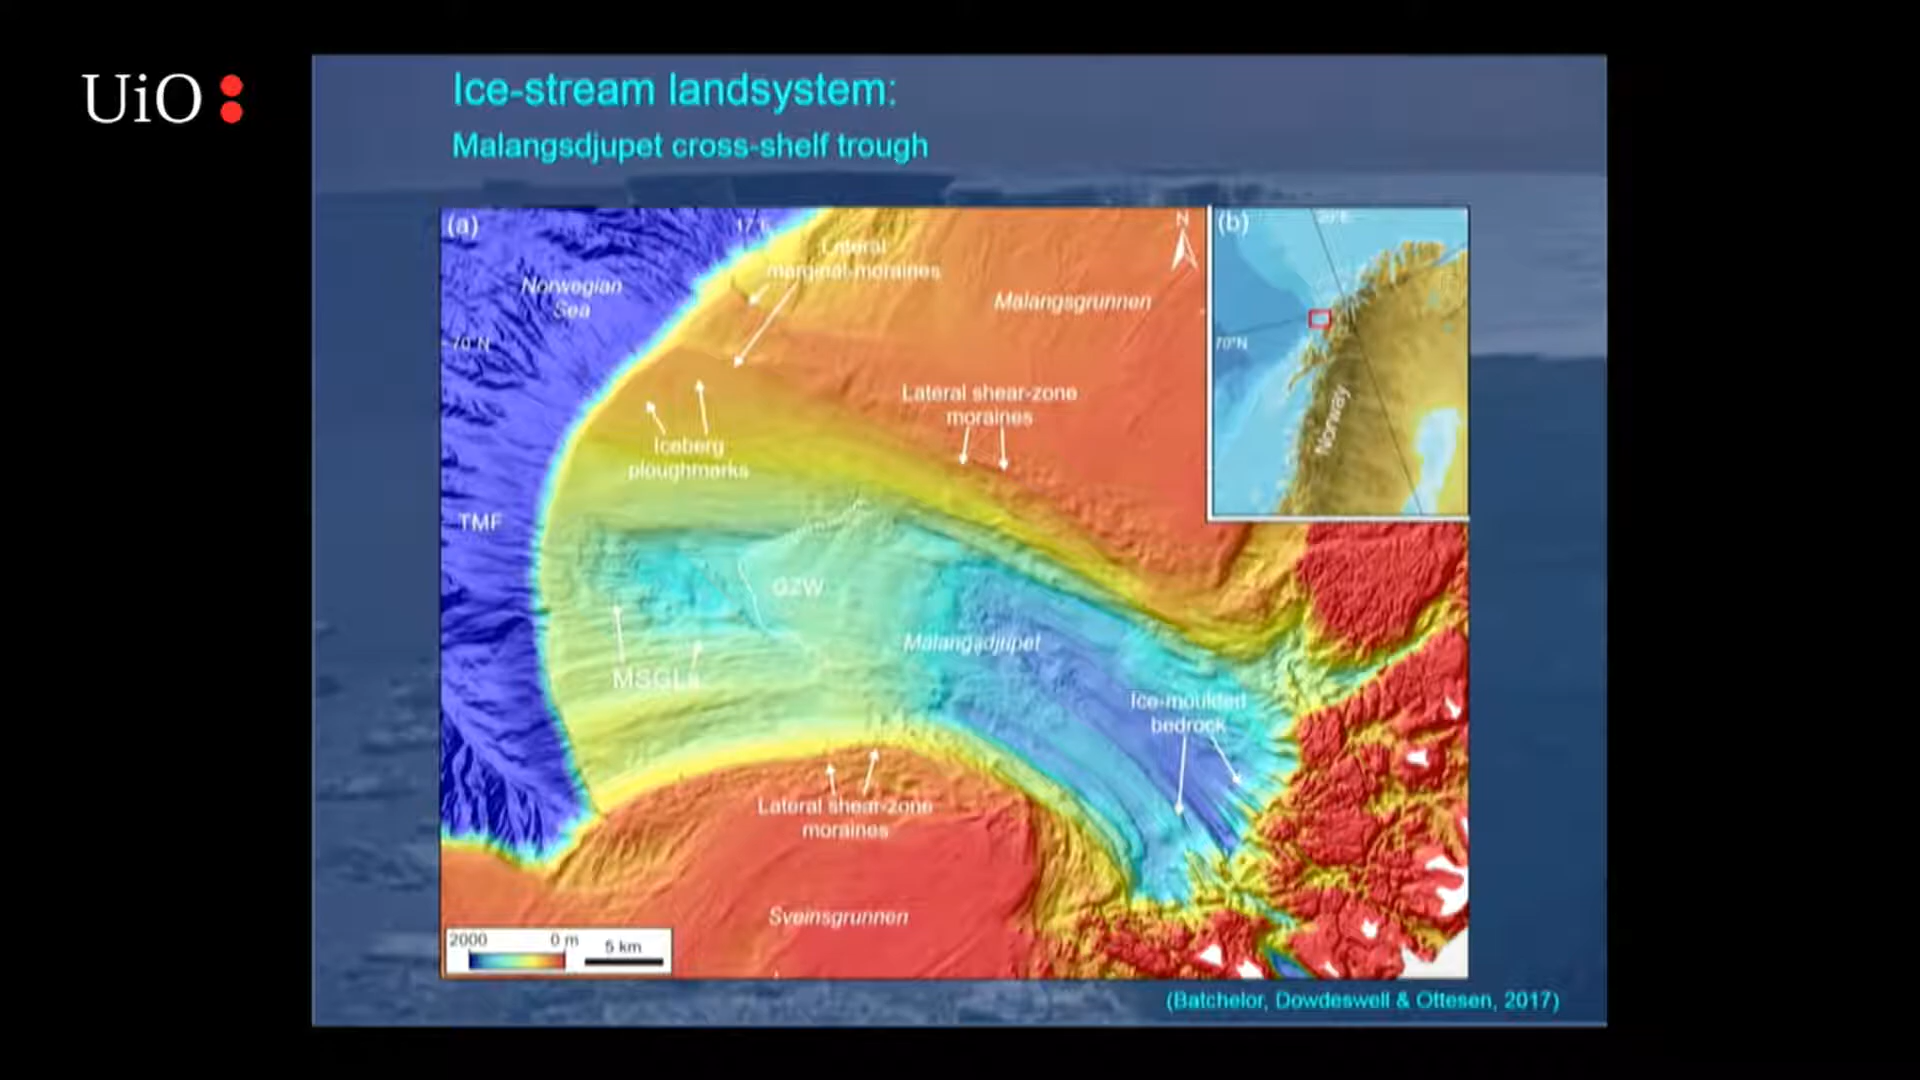 UiO
Ice-stream landsystem:
Malangsdjupet cross-shelf trough
(a)
17°E
N
(b)
20°E
Lateral
marginal-moraines
Norwegian
Sea
Malangsgrunnen
70°N
70°N
Lateral shear-zone
moraines
Norway
Iceberg
ploughmarks
TMF
GZW
Malangsdjupet
MSGLs
Ice-moulded
bedrock
Lateral shear-zone
moraines
Sveinsgrunnen
2000 0 m 5 km
(Batchelor, Dowdeswell & Ottesen, 2017)